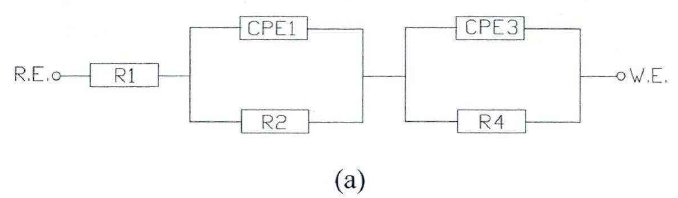 CPE1 CPE3
R.E. R1 W.E.
R2 R4
(a)